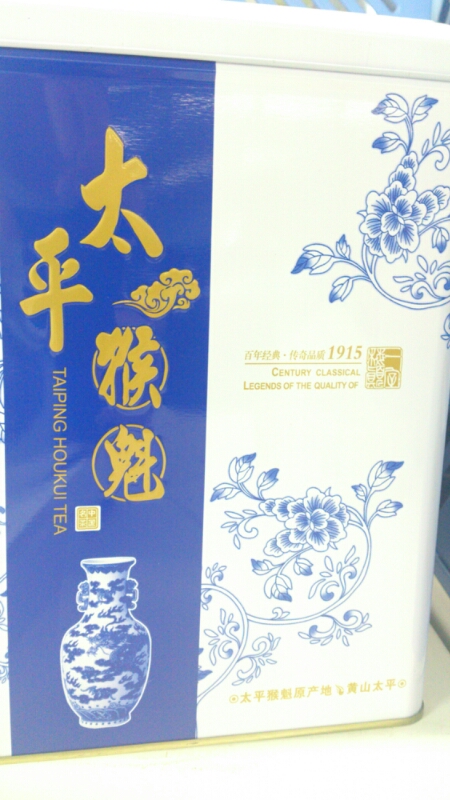 太平
猴魁
TAIPING HOUKUI TEA
百年经典·传奇品质 1915
CENTURY CLASSICAL
LEGENDS OF THE QUALITY OF
太平猴魁原产地 黄山太平